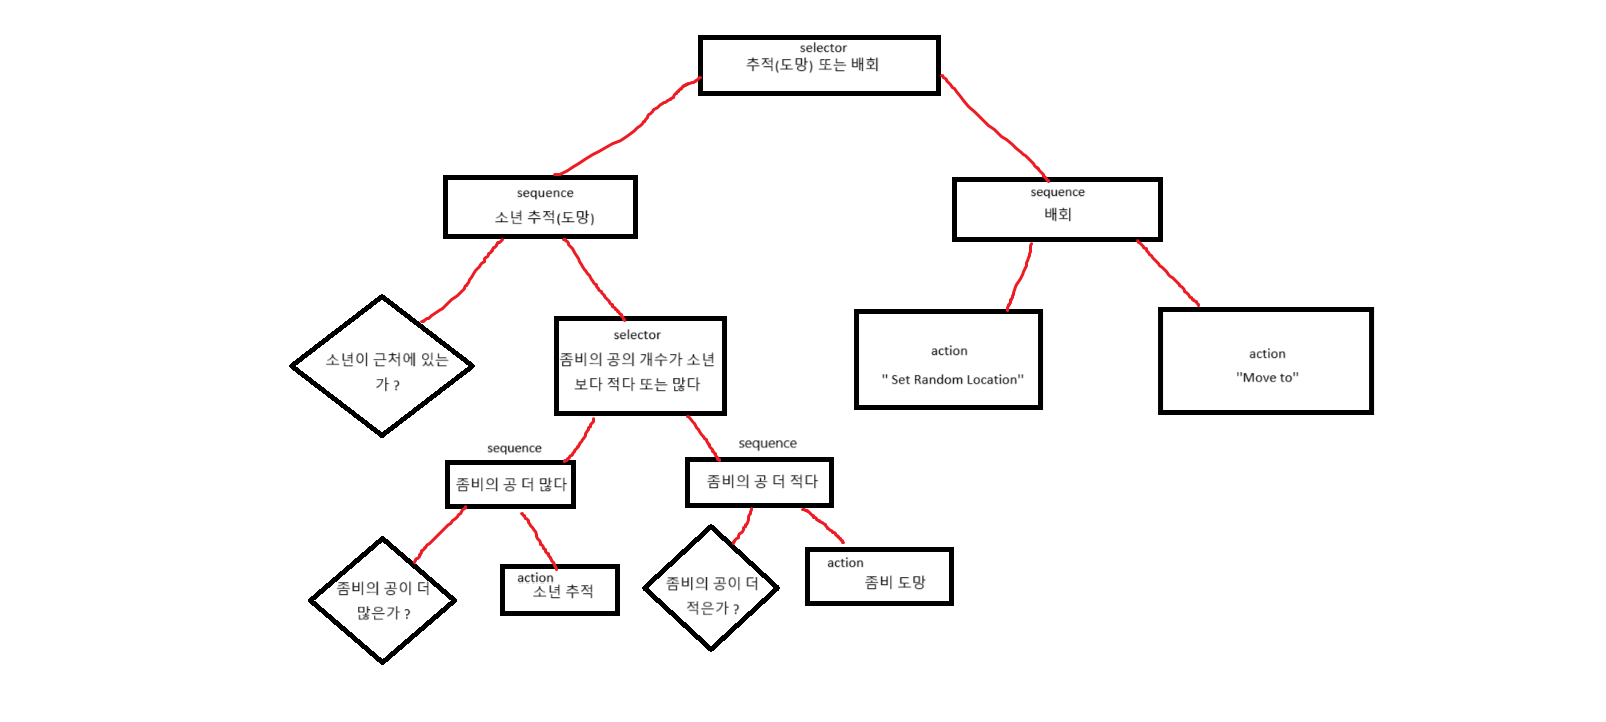 selector
추적(도망) 또는 배회
sequence
소년 추적(도망)
sequence
배회
소년이 근처에 있는
가 ?
selector
좀비의 공의 개수가 소년
보다 적다 또는 많다
action
" Set Random Location"
action
"Move to"
sequence
좀비의 공 더 많다
sequence
좀비의 공 더 적다
좀비의 공이 더
많은가 ?
action
소년 추적
좀비의 공이 더
적은가 ?
action
좀비 도망